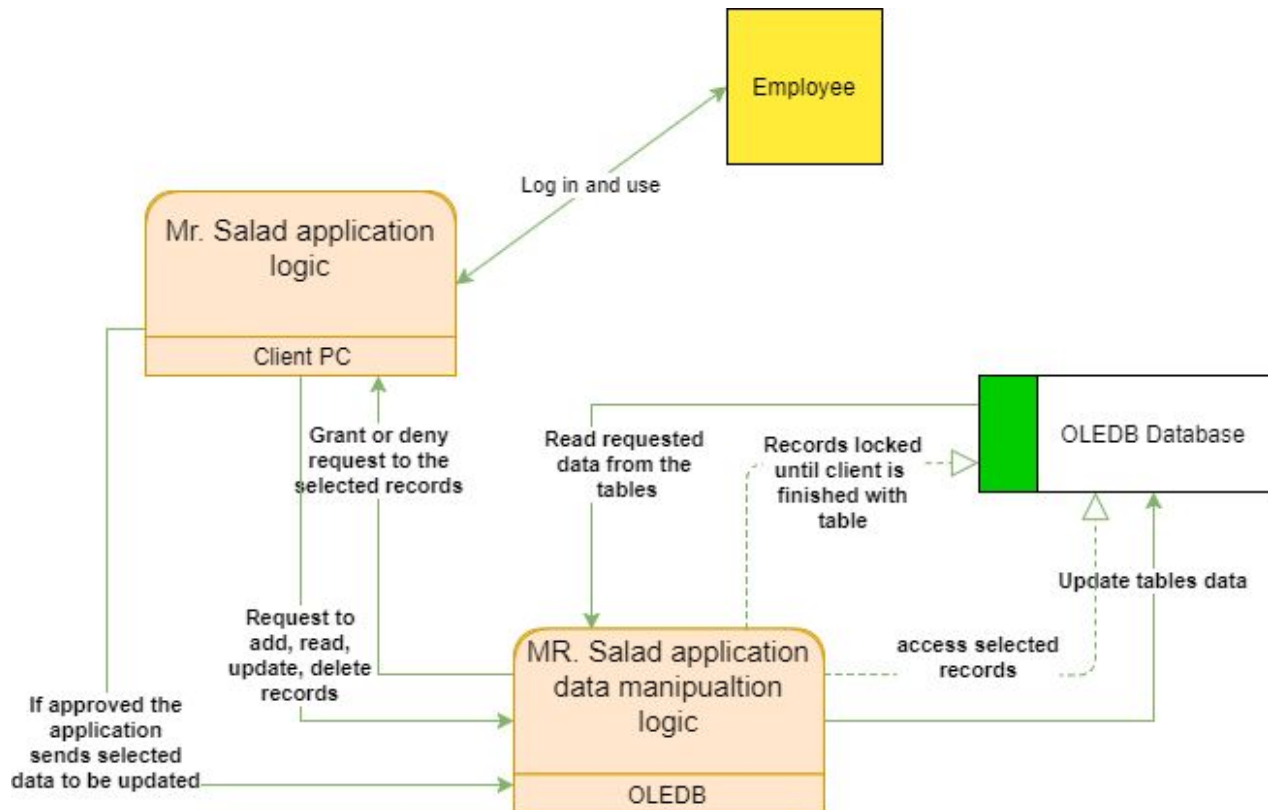 Employee
Log in and use
Mr. Salad application
logic
Client PC
Grant or deny
request to the
selected records
Read requested
data from the
tables
Records locked
until client is
finished with
table
OLEDB Database
Update tables data
Request to
add, read,
update, delete
records
access selected
records
MR. Salad application
data manipualtion
logic
OLEDB
If approved the
application
sends selected
data to be updated